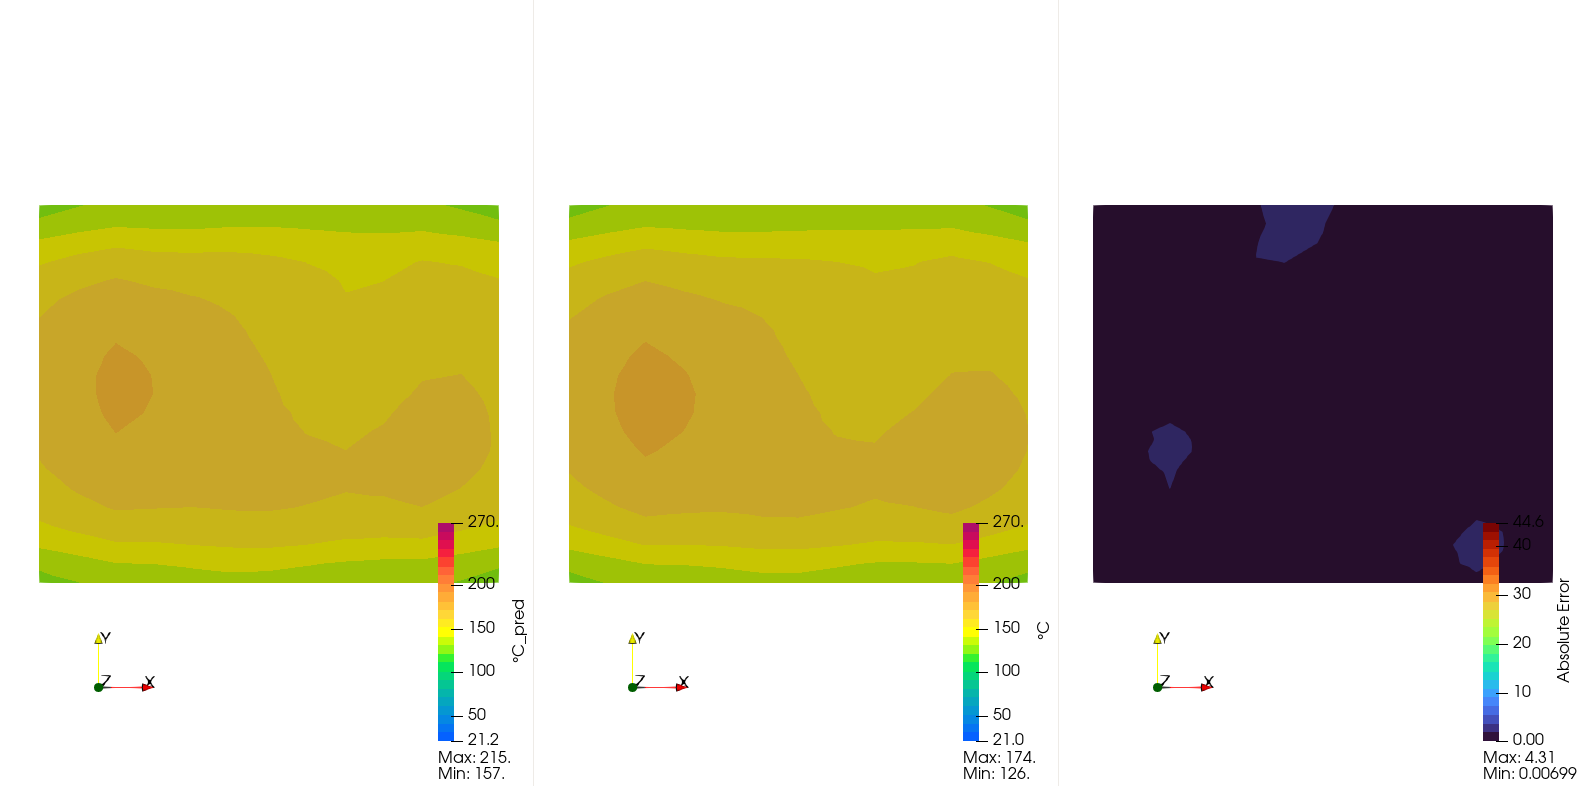 270.
200
150
100
50
21.2
°C_pred
Max: 215.
Min: 157.
Y
Z
X
270.
200
150
100
50
21.0
°C
Max: 174.
Min: 126.
Y
Z
X
44.6
40
30
20
10
0.00
Absolute Error
Max: 4.31
Min: 0.00699
Y
Z
X